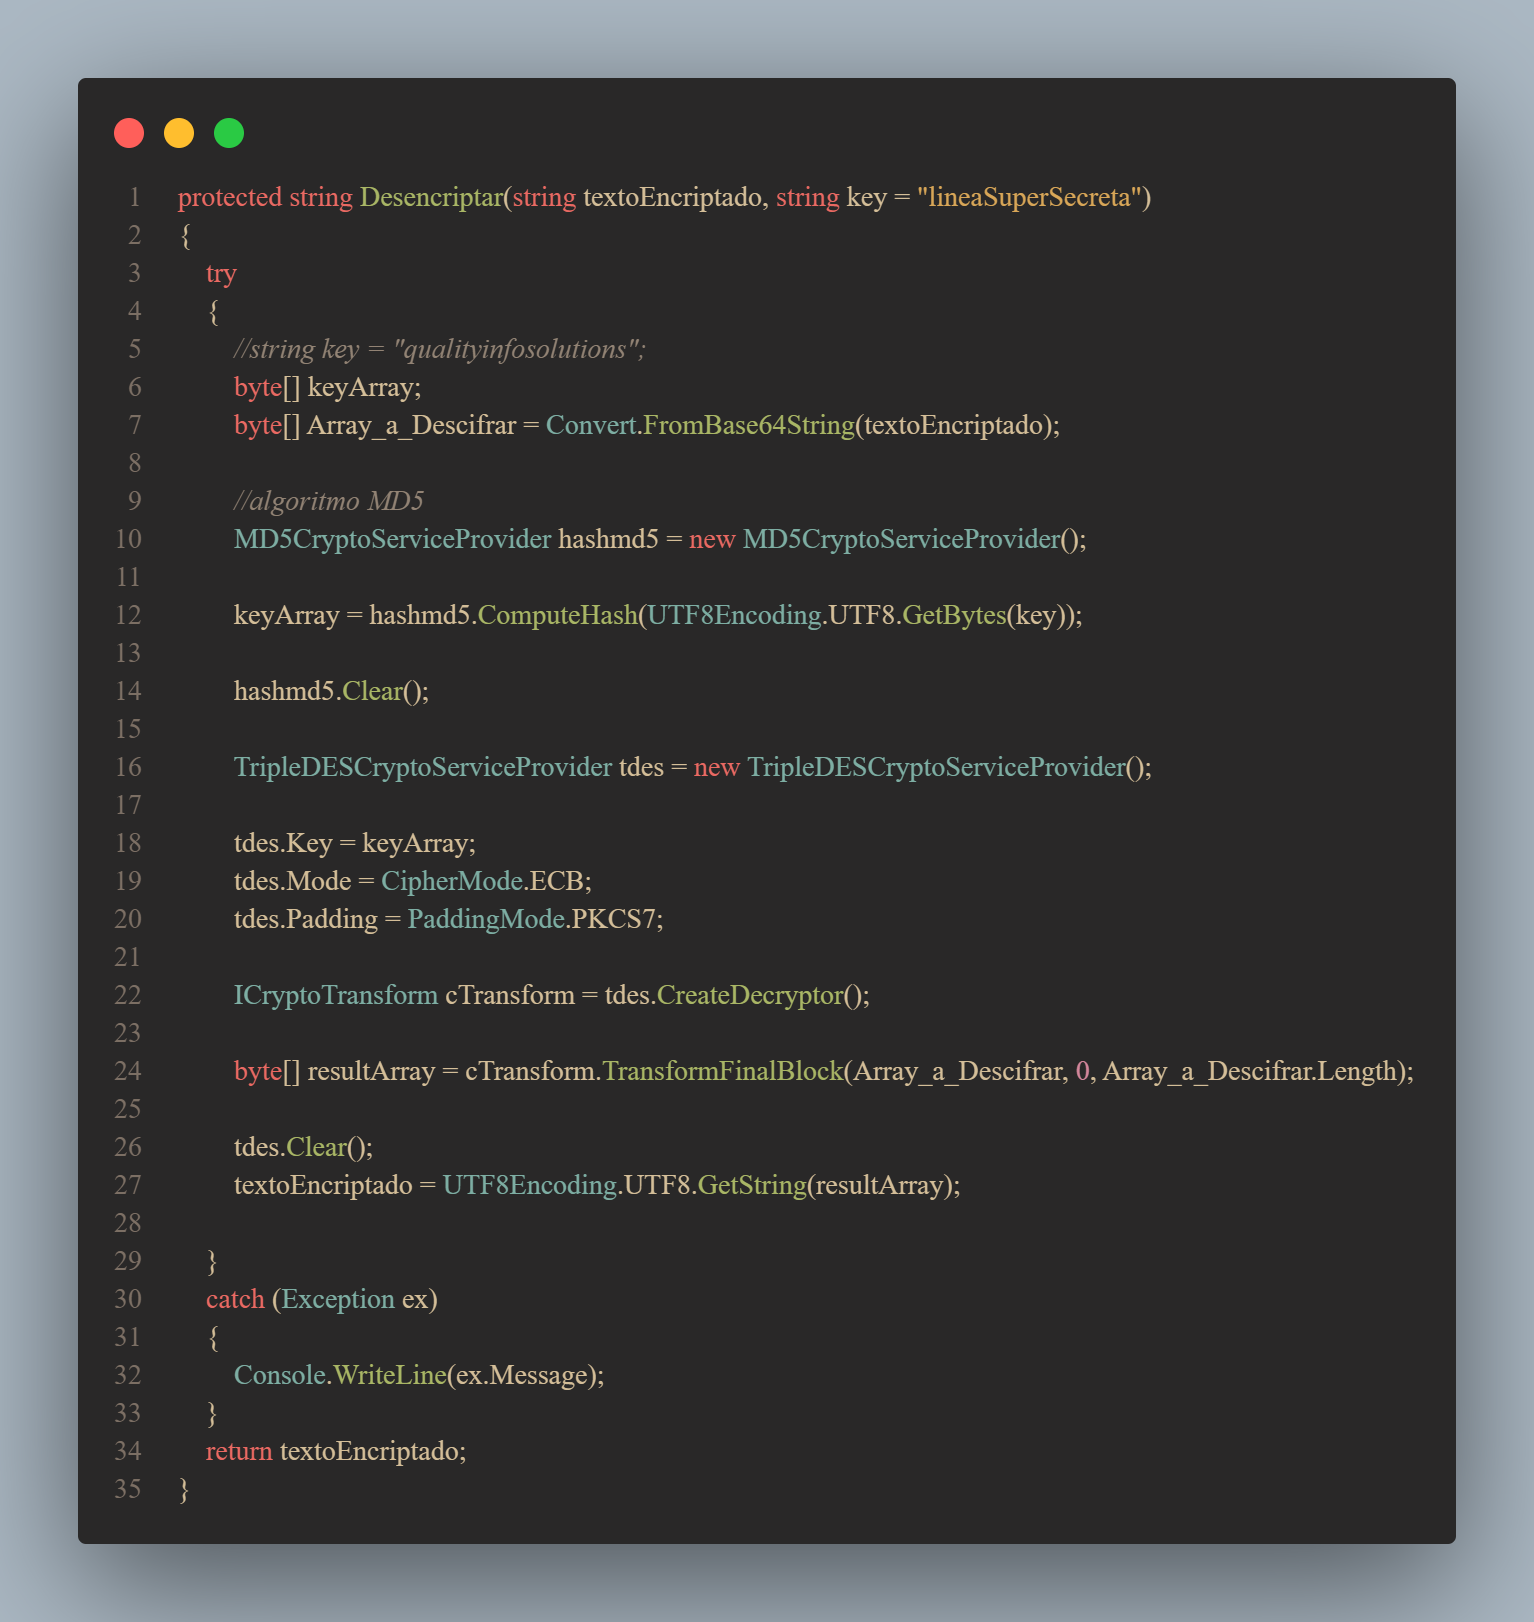 1 protected string Desencriptar(string textoEncriptado, string key = "lineaSuperSecreta")
2 {
3     try
4     {
5         //string key = "qualityinfosolutions";
6         byte[] keyArray;
7         byte[] Array_a_Descifrar = Convert.FromBase64String(textoEncriptado);
8
9         //algoritmo MD5
10         MD5CryptoServiceProvider hashmd5 = new MD5CryptoServiceProvider();
11
12         keyArray = hashmd5.ComputeHash(UTF8Encoding.UTF8.GetBytes(key));
13
14         hashmd5.Clear();
15
16         TripleDESCryptoServiceProvider tdes = new TripleDESCryptoServiceProvider();
17
18         tdes.Key = keyArray;
19         tdes.Mode = CipherMode.ECB;
20         tdes.Padding = PaddingMode.PKCS7;
21
22         ICryptoTransform cTransform = tdes.CreateDecryptor();
23
24         byte[] resultArray = cTransform.TransformFinalBlock(Array_a_Descifrar, 0, Array_a_Descifrar.Length);
25
26         tdes.Clear();
27         textoEncriptado = UTF8Encoding.UTF8.GetString(resultArray);
28
29     }
30     catch (Exception ex)
31     {
32         Console.WriteLine(ex.Message);
33     }
34     return textoEncriptado;
35 }